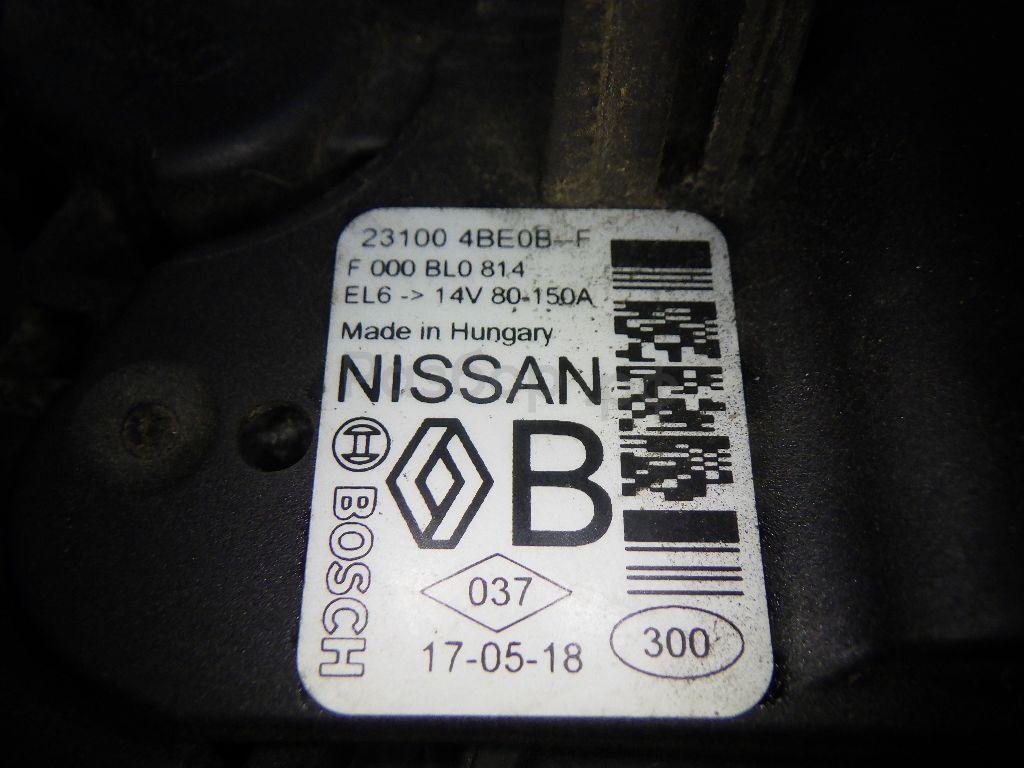 23100 4BE0B-F
F 000 BL0 814
EL6 -> 14V 80-150A
Made in Hungary
NISSAN
BOSCH
B
037
17-05-18
300